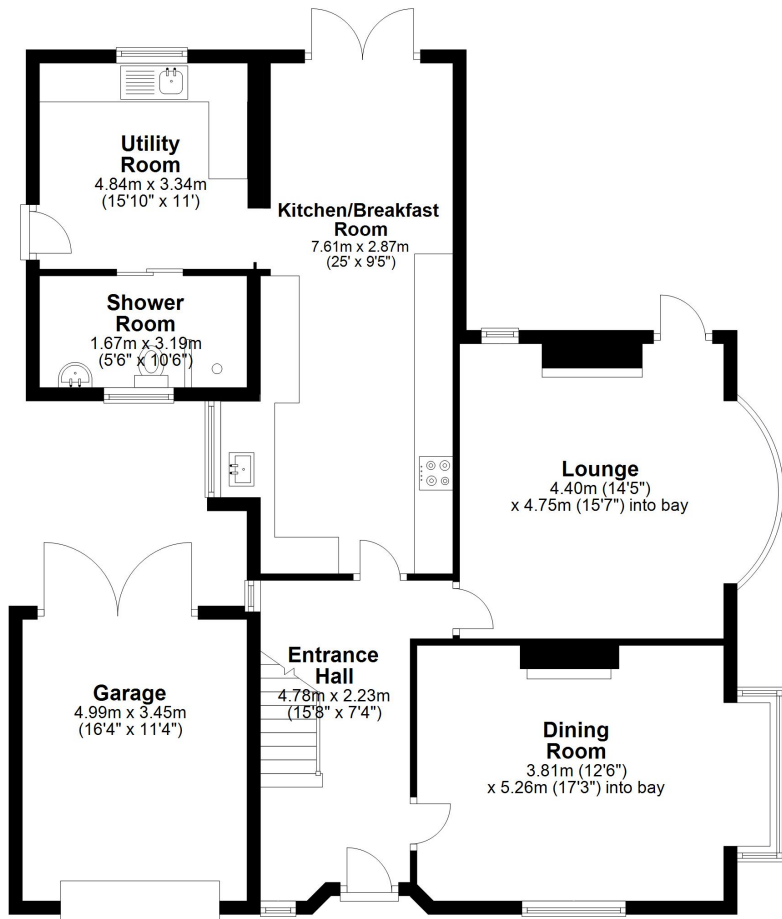 Utility
Room
4.84m x 3.34m
(15'10" x 11')
Kitchen/Breakfast
Room
7.61m x 2.87m
(25' x 9'5")
Shower
Room
1.67m x 3.19m
(5'6" x 10'6")
Lounge
4.40m (14'5")
x 4.75m (15'7") into bay
Entrance
Hall
4.78m x 2.23m
(15'8" x 7'4")
Garage
4.99m x 3.45m
(16'4" x 11'4")
Dining
Room
3.81m (12'6")
x 5.26m (17'3") into bay